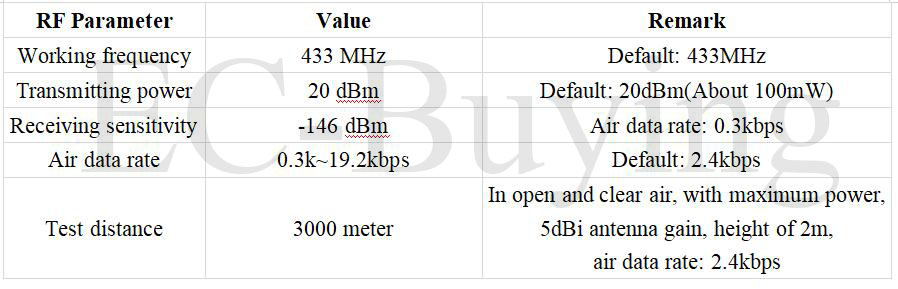 RF Parameter Value Remark
Working frequency 433 MHz Default: 433MHz
Transmitting power 20 dBm Default: 20dBm(About 100mW)
Receiving sensitivity -146 dBm Air data rate: 0.3kbps
Air data rate 0.3k~19.2kbps Default: 2.4kbps
Test distance 3000 meter In open and clear air, with maximum power,
5dBi antenna gain, height of 2m,
air data rate: 2.4kbps
EC Buying